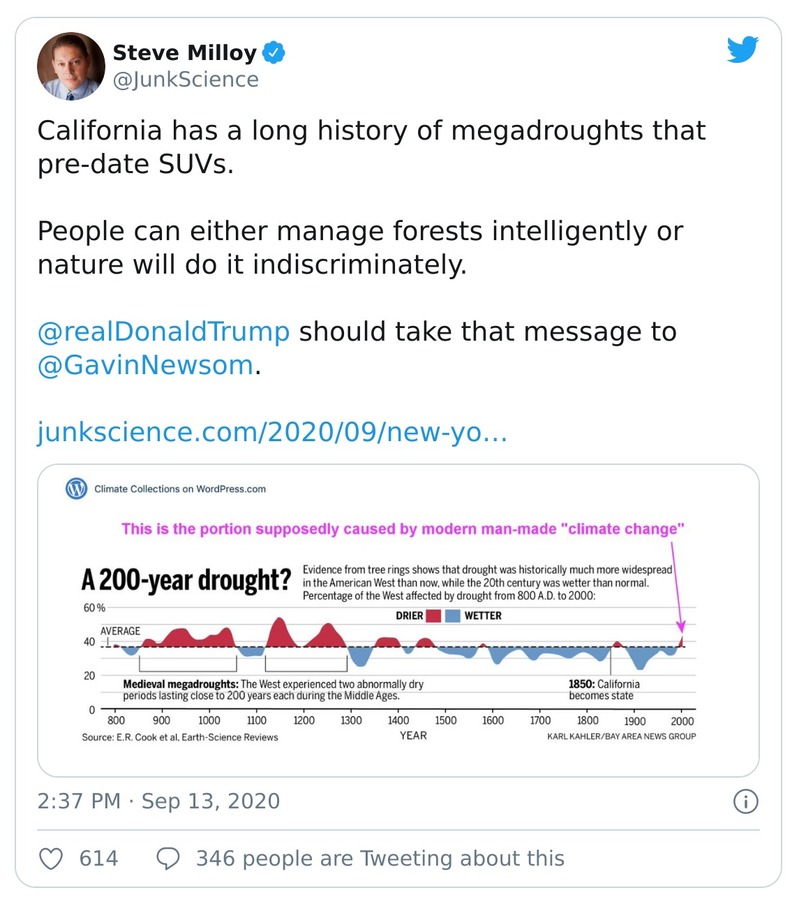 Steve Milloy
@JunkScience
California has a long history of megadroughts that
pre-date SUVs.
People can either manage forests intelligently or
nature will do it indiscriminately.
@realDonaldTrump should take that message to
@GavinNewsom.
junkscience.com/2020/09/new-yo…
Climate Collections on WordPress.com
This is the portion supposedly caused by modern man-made "climate change"
A 200-year drought?
Evidence from tree rings shows that drought was historically much more widespread
in the American West than now, while the 20th century was wetter than normal.
Percentage of the West affected by drought from 800 A.D. to 2000:
60%
DRIER WETTER
AVERAGE
40
20
Medieval megadroughts: The West experienced two abnormally dry
periods lasting close to 200 years each during the Middle Ages.
1850: California
becomes state
0
800 900 1000 1100 1200 1300 1400 1500 1600 1700 1800 1900 2000
Source: E.R. Cook et al, Earth-Science Reviews
YEAR
KARL KAHLER/BAY AREA NEWS GROUP
2:37 PM · Sep 13, 2020
614 346 people are Tweeting about this